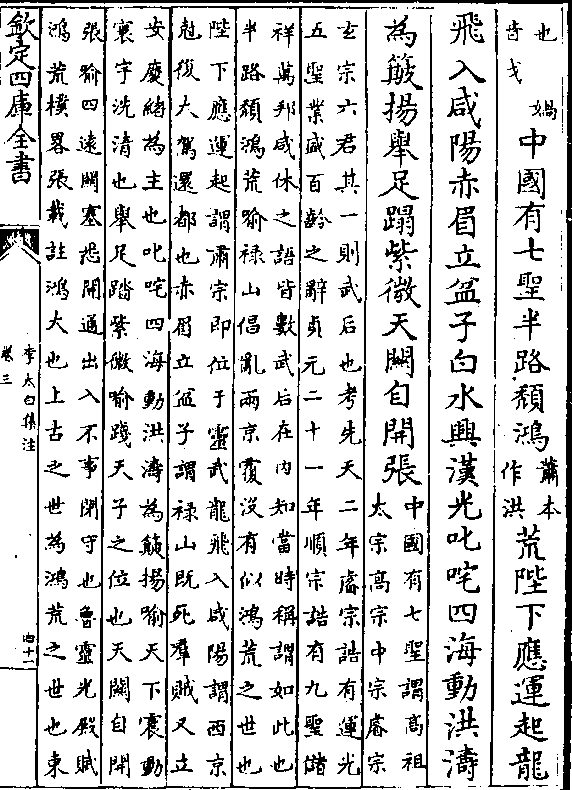 也
昔戈
媧
中國有七聖半路頽鴻
蕭本
作洪
荒陛下應運起龍
飛入咸陽赤眉立盆子白水興漢光叱咤四海動洪濤
為簸揚舉足蹋紫微天闕自開張
中國有七聖謂高祖
太宗髙宗中宗睿宗
玄宗六君其一則武后也考先天二年睿宗誥有運光
五聖業盛百齡之辭貞元二十一年順宗誥有九聖儲
祥萬邦咸休之語皆數武后在内知當時稱謂如此也
半路頽鴻荒喻禄山倡亂兩京覆沒有似鴻荒之世也
陛下應運起謂肅宗即位于靈武龍飛入咸陽謂西京
尅復大駕還都也赤眉立盆子謂禄山既死羣賊又立
安慶緒為主也叱咤四海動洪濤為簸揚喻天下震動
寰宇洗清也舉足踏紫微喻踐天子之位也天闕自開
張喻四遠闕塞悉開通出入不事閉守也魯靈光殿賦
鴻荒樸畧張載註鴻大也上古之世為鴻荒之世也東
欽定四庫全書
李太白集注
卷三
四十一